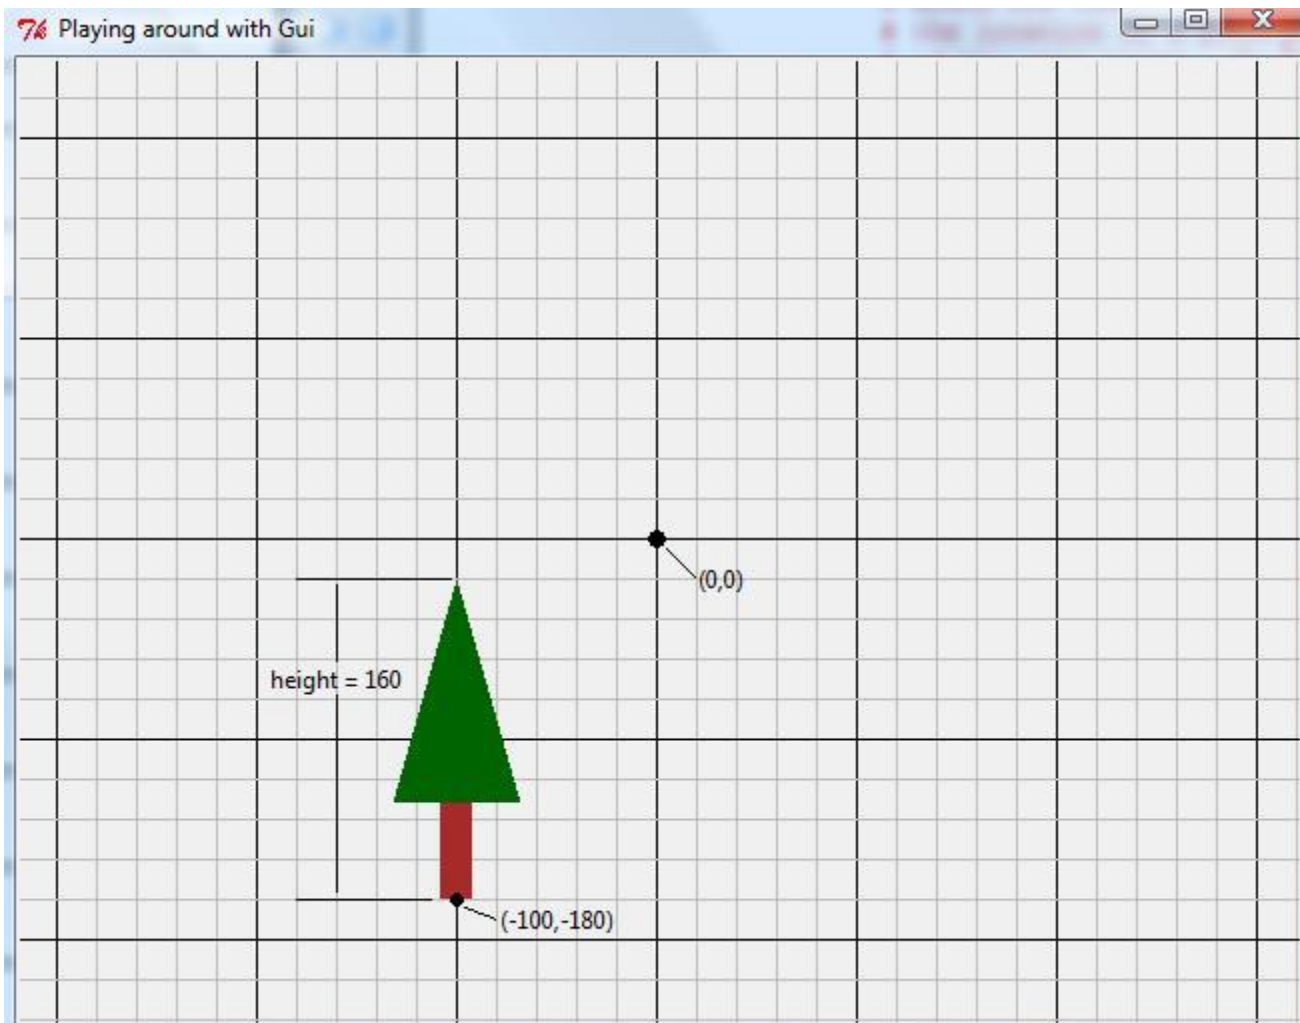 Playing around with Gui
(0,0)
height = 160
(-100,-180)